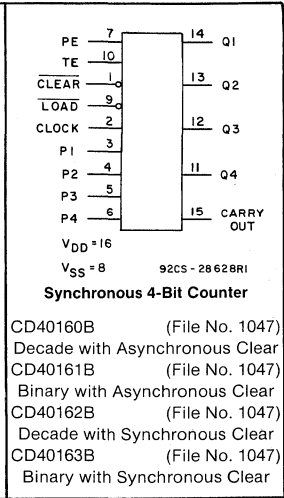 PE 7 14 Q1
TE 10
CLEAR 1 13 Q2
LOAD 9
CLOCK 2 12 Q3
P1 3
P2 4 11 Q4
P3 5
P4 6 15 CARRY OUT
VDD = 16
VSS = 8 92CS-28628R1
Synchronous 4-Bit Counter
CD40160B (File No. 1047)
Decade with Asynchronous Clear
CD40161B (File No. 1047)
Binary with Asynchronous Clear
CD40162B (File No. 1047)
Decade with Synchronous Clear
CD40163B (File No. 1047)
Binary with Synchronous Clear